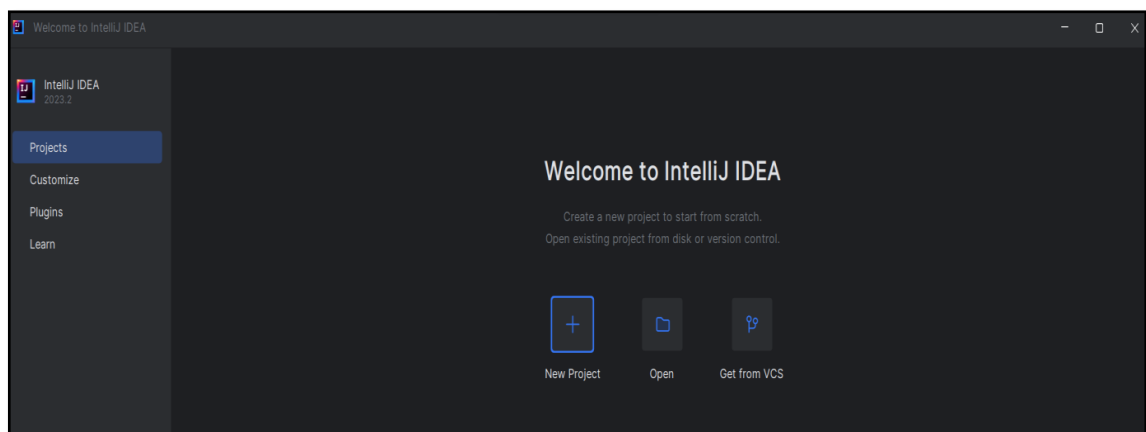 Welcome to IntelliJ IDEA
IntelliJ IDEA
2023.2
Projects
Customize
Plugins
Learn
Welcome to IntelliJ IDEA
Create a new project to start from scratch.
Open existing project from disk or version control.
New Project
Open
Get from VCS